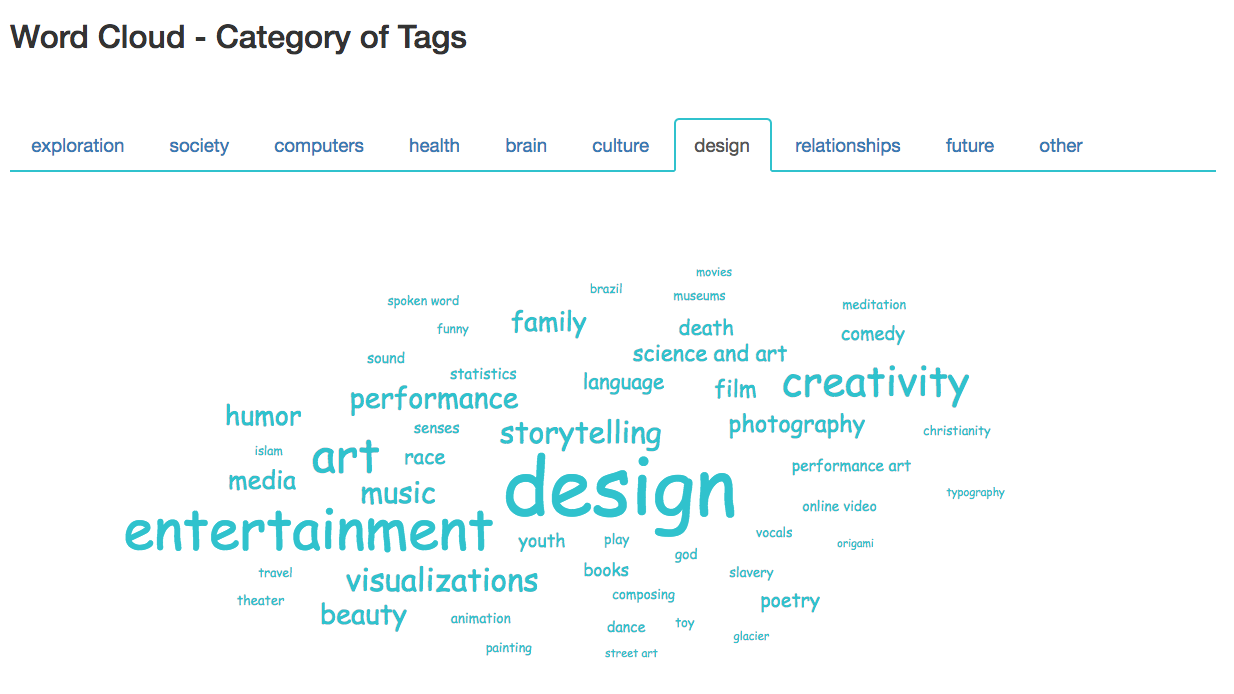 Word Cloud - Category of Tags
exploration society computers health brain culture design relationships future other
movies
brazil
museums
spoken word
meditation
family
funny
death
comedy
science and art
sound
statistics
language
film
creativity
performance
humor
photography
senses
storytelling
christianity
islam
art
race
performance art
media
music
design
typography
online video
entertainment
youth
play
vocals
origami
god
travel
visualizations
books
slavery
theater
composing
poetry
beauty
animation
dance
toy
glacier
painting
street art